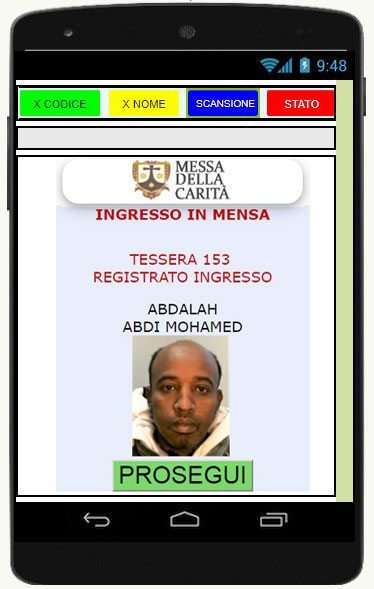 9:48
X CODICE X NOME SCANSIONE STATO
MESSA
DELLA
CARITÀ
INGRESSO IN MENSA
TESSERA 153
REGISTRATO INGRESSO
ABDALAH
ABDI MOHAMED
PROSEGUI